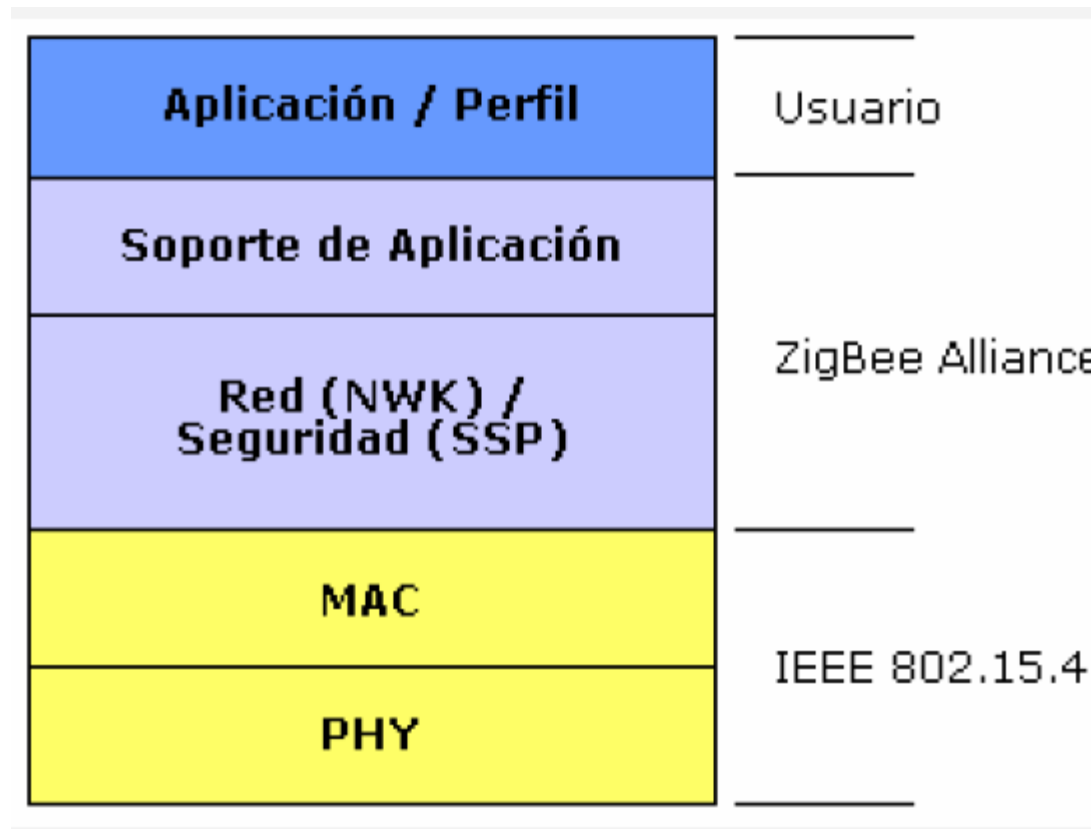 Aplicación / Perfil
Usuario
Soporte de Aplicación
ZigBee Alliance
Red (NWK) /
Seguridad (SSP)
MAC
IEEE 802.15.4
PHY